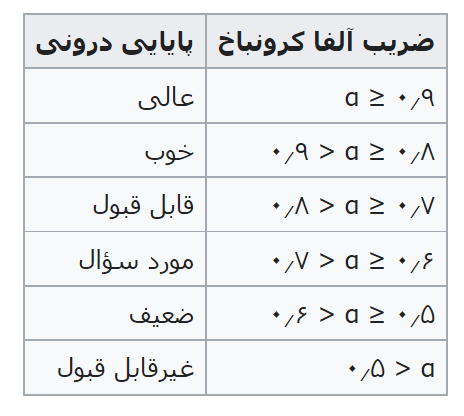 ضریب آلفا کرونباخ پایایی درونی
α ≥ ۰٫۹ عالی
۰٫۹ > α ≥ ۰٫۸ خوب
۰٫۸ > α ≥ ۰٫۷ قابل قبول
۰٫۷ > α ≥ ۰٫۶ مورد سؤال
۰٫۶ > α ≥ ۰٫۵ ضعیف
۰٫۵ > α غیرقابل قبول